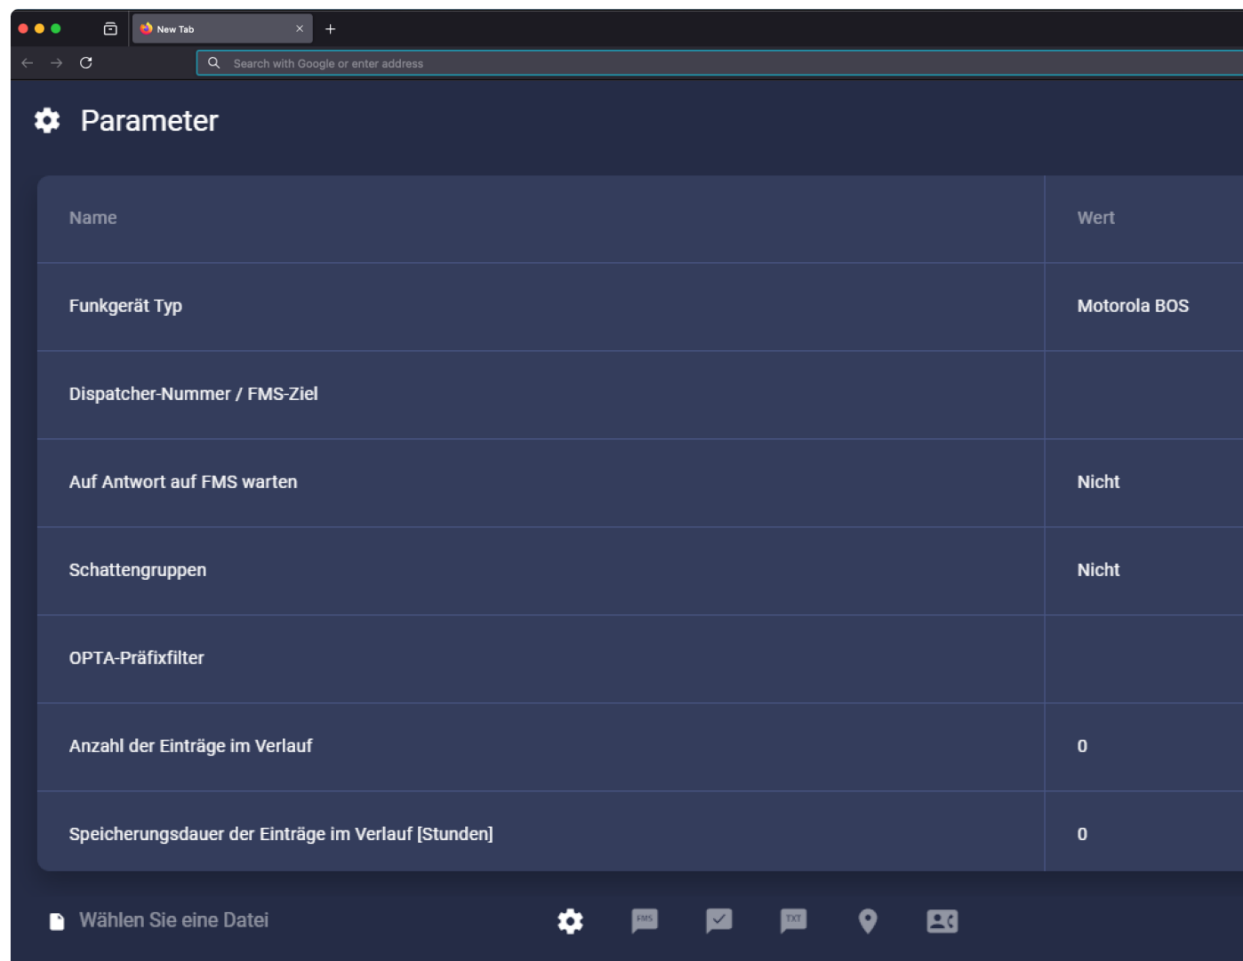 New Tab
Search with Google or enter address
Parameter
Name Wert
Funkgerät Typ Motorola BOS
Dispatcher-Nummer / FMS-Ziel
Auf Antwort auf FMS warten Nicht
Schattengruppen Nicht
OPTA-Präfixfilter
Anzahl der Einträge im Verlauf 0
Speicherungsdauer der Einträge im Verlauf [Stunden] 0
Wählen Sie eine Datei FMS TXT